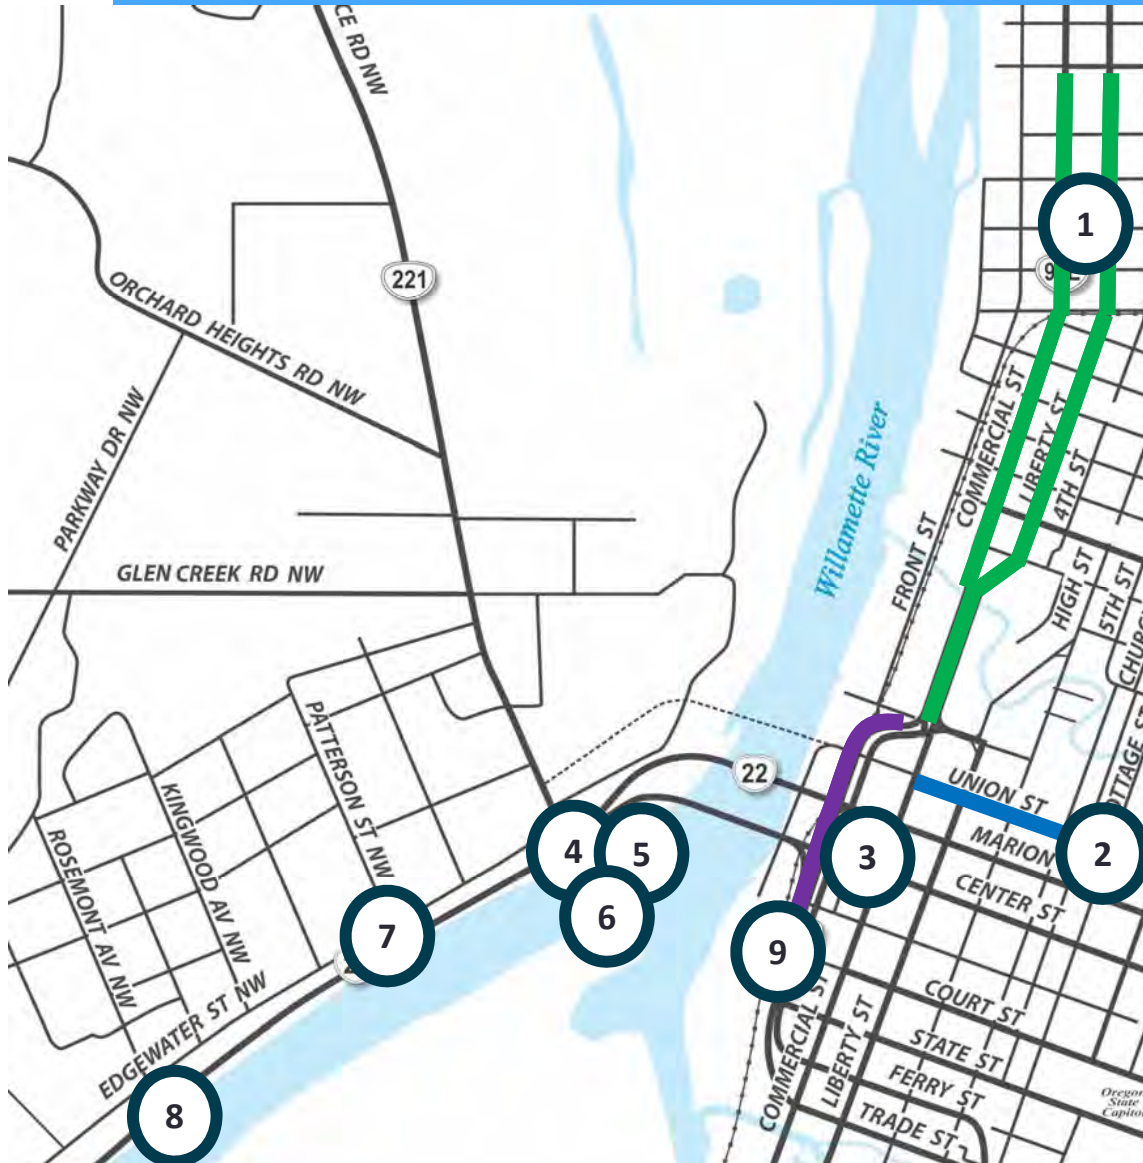 CE RD NW
1
221
ORCHARD HEIGHTS RD NW
PARKWAY DR NW
Willamette River
COMMERCIAL ST
LIBERTY ST
4TH ST
FRONT ST
HIGH ST
5TH ST
GLEN CREEK RD NW
PATTERSON ST NW
22
UNION ST
MARION
CENTER ST
KINGWOOD AV NW
ROSEMONT AV NW
4
5
6
3
2
7
9
EDGEWATER ST NW
COMMERCIAL ST
LIBERTY ST
COURT ST
STATE ST
FERRY ST
TRADE ST
8
Oregon
State
Capitol